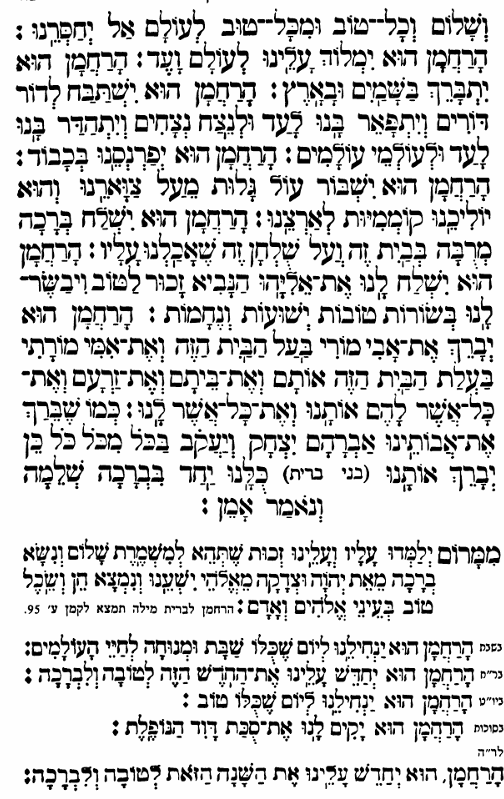 וְשָׁלוֹם וְכָל־־טוֹב וּמִכָּל־־טוּב לְעוֹלָם אַל יְחַסְּרֵנוּ׃
הָרַחֲמָן הוּא יִמְלוֹךְ עָלֵינוּ לְעוֹלָם וָעֶד׃ הָרַחֲמָן הוּא
יִתְבָּרֵךְ בַּשָּׁמַיִם וּבָאָרֶץ׃ הָרַחֲמָן הוּא יִשְׁתַּבַּח לְדוֹר
דּוֹרִים וְיִתְפָּאֵר בָּנוּ לָעַד וּלְנֵצַח נְצָחִים וְיִתְהַדַּר בָּנוּ
לָעַד וּלְעוֹלְמֵי עוֹלָמִים׃ הָרַחֲמָן הוּא יְפַרְנְסֵנוּ בְּכָבוֹד׃
הָרַחֲמָן הוּא יִשְׁבּוֹר עוֹל גָּלוּת מֵעַל צַוָּארֵנוּ וְהוּא
יוֹלִיכֵנוּ קוֹמְמִיּוּת לְאַרְצֵנוּ׃ הָרַחֲמָן הוּא יִשְׁלַח בְּרָכָה
מְרֻבָּה בְּבַיִת זֶה וְעַל שֻׁלְחָן זֶה שֶׁאָכַלְנוּ עָלָיו׃ הָרַחֲמָן
הוּא יִשְׁלַח לָנוּ אֶת־אֵלִיָּהוּ הַנָּבִיא זָכוּר לַטּוֹב וִיבַשֶּׂר־
לָנוּ בְּשׂוֹרוֹת טוֹבוֹת יְשׁוּעוֹת וְנֶחָמוֹת׃ הָרַחֲמָן הוּא
יְבָרֵךְ אֶת־אָבִי מוֹרִי בַּעַל הַבַּיִת הַזֶּה וְאֶת־אִמִּי מוֹרָתִי
בַּעֲלַת הַבַּיִת הַזֶּה אוֹתָם וְאֶת־בֵּיתָם וְאֶת־זַרְעָם וְאֶת־
כָּל־אֲשֶׁר לָהֶם אוֹתָנוּ וְאֶת־כָּל־אֲשֶׁר לָנוּ׃ כְּמוֹ שֶׁבֵּרַךְ
אֶת־אֲבוֹתֵינוּ אַבְרָהָם יִצְחָק וְיַעֲקֹב בַּכֹּל מִכֹּל כֹּל כֵּן
יְבָרֵךְ אוֹתָנוּ (בני ברית) כֻּלָּנוּ יַחַד בִּבְרָכָה שְׁלֵמָה
וְנֹאמַר אָמֵן׃
מִמָּרוֹם יְלַמְּדוּ עָלָיו וְעָלֵינוּ זְכוּת שֶׁתְּהֵא לְמִשְׁמֶרֶת שָׁלוֹם וְנִשָּׂא
בְרָכָה מֵאֵת יְהֹוָה וּצְדָקָה מֵאֱלֹהֵי יִשְׁעֵנוּ וְנִמְצָא חֵן וְשֵׂכֶל
טוֹב בְּעֵינֵי אֱלֹהִים וְאָדָם׃ הרחמן לברית מילה תמצא לקמן ע׳ 95.
בשבת הָרַחֲמָן הוּא יַנְחִילֵנוּ לְיוֹם שֶׁכֻּלּוֹ שַׁבָּת וּמְנוּחָה לְחַיֵּי הָעוֹלָמִים׃
בר״ח הָרַחֲמָן הוּא יְחַדֵּשׁ עָלֵינוּ אֶת־הַחֹדֶשׁ הַזֶּה לְטוֹבָה וְלִבְרָכָה׃
ביו״ט הָרַחֲמָן הוּא יַנְחִילֵנוּ לְיוֹם שֶׁכֻּלּוֹ טוֹב׃
בסוכות הָרַחֲמָן הוּא יָקִים לָנוּ אֶת־סֻכַּת דָּוִד הַנּוֹפֶלֶת׃
לר״ה
הָרַחֲמָן, הוּא יְחַדֵּשׁ עָלֵינוּ אֶת הַשָּׁנָה הַזֹּאת לְטוֹבָה וְלִבְרָכָה׃